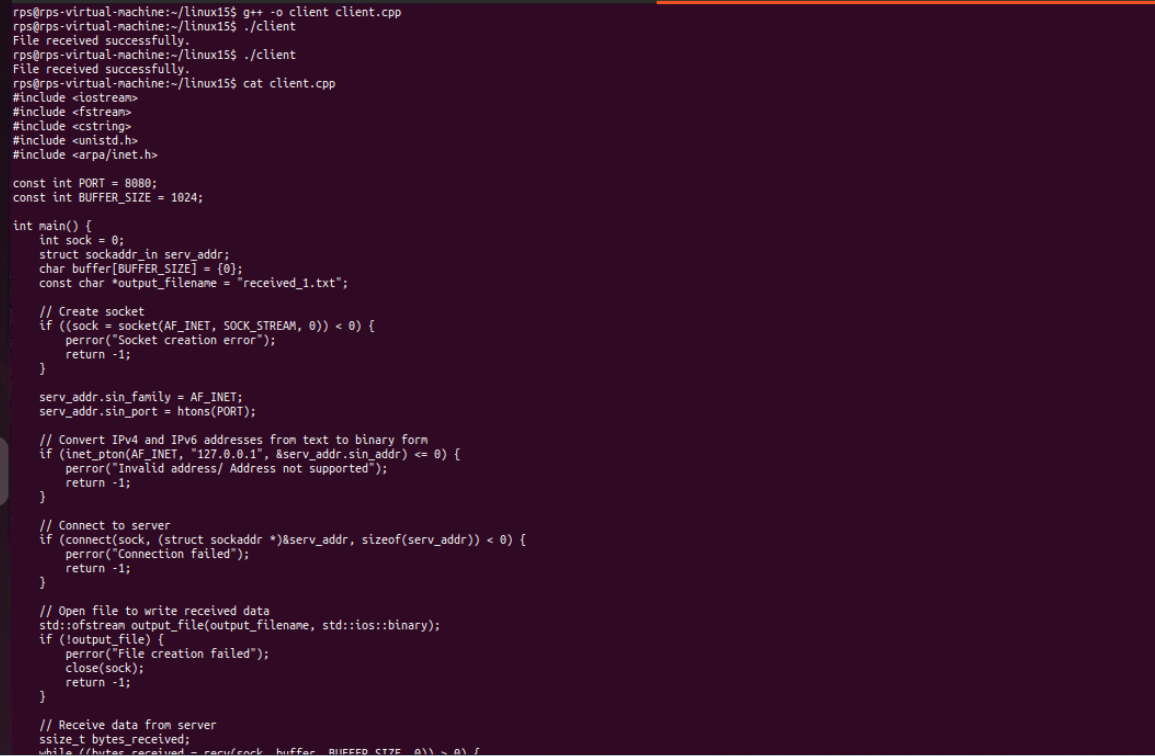 rps@rps-virtual-machine:~/linux15$ g++ -o client client.cpp
rps@rps-virtual-machine:~/linux15$ ./client
File received successfully.
rps@rps-virtual-machine:~/linux15$ ./client
File received successfully.
rps@rps-virtual-machine:~/linux15$ cat client.cpp
#include <iostream>
#include <fstream>
#include <cstring>
#include <unistd.h>
#include <arpa/inet.h>

const int PORT = 8080;
const int BUFFER_SIZE = 1024;

int main() {
    int sock = 0;
    struct sockaddr_in serv_addr;
    char buffer[BUFFER_SIZE] = {0};
    const char *output_filename = "received_1.txt";

    // Create socket
    if ((sock = socket(AF_INET, SOCK_STREAM, 0)) < 0) {
        perror("Socket creation error");
        return -1;
    }

    serv_addr.sin_family = AF_INET;
    serv_addr.sin_port = htons(PORT);

    // Convert IPv4 and IPv6 addresses from text to binary form
    if (inet_pton(AF_INET, "127.0.0.1", &serv_addr.sin_addr) <= 0) {
        perror("Invalid address/ Address not supported");
        return -1;
    }

    // Connect to server
    if (connect(sock, (struct sockaddr *)&serv_addr, sizeof(serv_addr)) < 0) {
        perror("Connection failed");
        return -1;
    }

    // Open file to write received data
    std::ofstream output_file(output_filename, std::ios::binary);
    if (!output_file) {
        perror("File creation failed");
        close(sock);
        return -1;
    }

    // Receive data from server
    ssize_t bytes_received;
    while ((bytes_received = recv(sock, buffer, BUFFER_SIZE, 0)) > 0) {